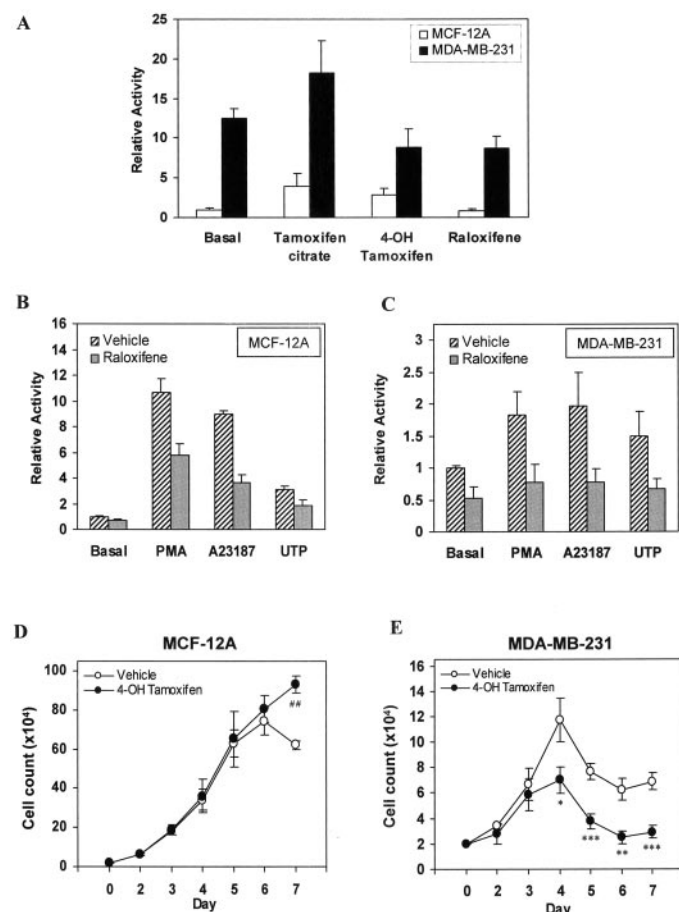 A
25
20
15
10
5
0
Relative Activity
MCF-12A
MDA-MB-231
Basal
Tamoxifen citrate
4-OH Tamoxifen
Raloxifene
B
16
14
12
10
8
6
4
2
0
Relative Activity
Vehicle
Raloxifene
MCF-12A
Basal PMA A23187 UTP
C
3
2.5
2
1.5
1
0.5
0
Relative Activity
Vehicle
Raloxifene
MDA-MB-231
Basal PMA A23187 UTP
D
MCF-12A
100
80
60
40
20
0
Cell count (x10⁴)
Vehicle
4-OH Tamoxifen
##
0 2 3 4 5 6 7
Day
E
MDA-MB-231
16
14
12
10
8
6
4
2
0
Cell count (x10⁴)
Vehicle
4-OH Tamoxifen
*
***
**
***
0 2 3 4 5 6 7
Day